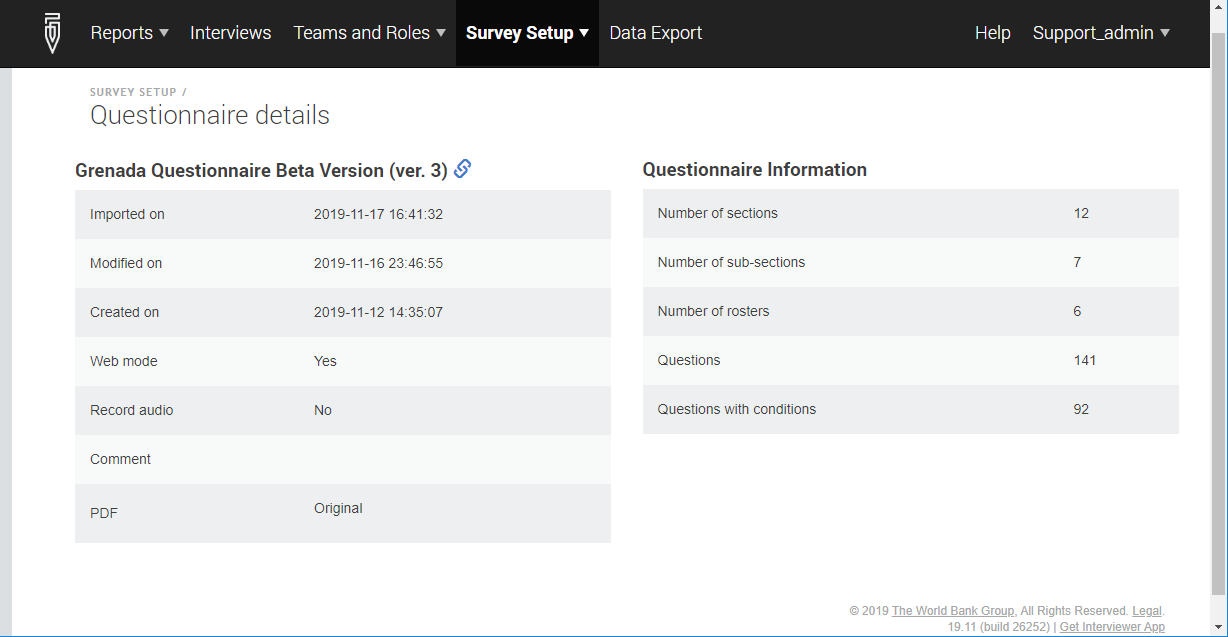 Reports ▼ Interviews Teams and Roles ▼ Survey Setup ▼ Data Export Help Support_admin ▼
SURVEY SETUP /
Questionnaire details
Grenada Questionnaire Beta Version (ver. 3)
Imported on 2019-11-17 16:41:32
Modified on 2019-11-16 23:46:55
Created on 2019-11-12 14:35:07
Web mode Yes
Record audio No
Comment
PDF Original
Questionnaire Information
Number of sections 12
Number of sub-sections 7
Number of rosters 6
Questions 141
Questions with conditions 92
© 2019 The World Bank Group, All Rights Reserved. Legal.
19.11 (build 26252) | Get Interviewer App